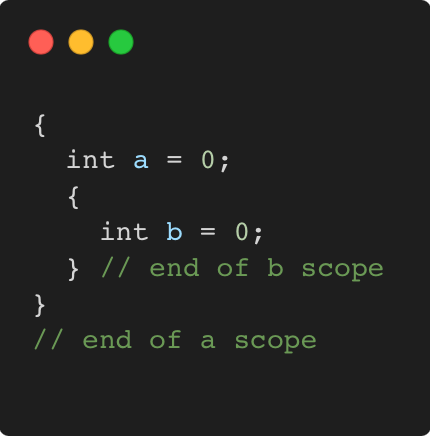 {
  int a = 0;
  {
    int b = 0;
  } // end of b scope
}
// end of a scope